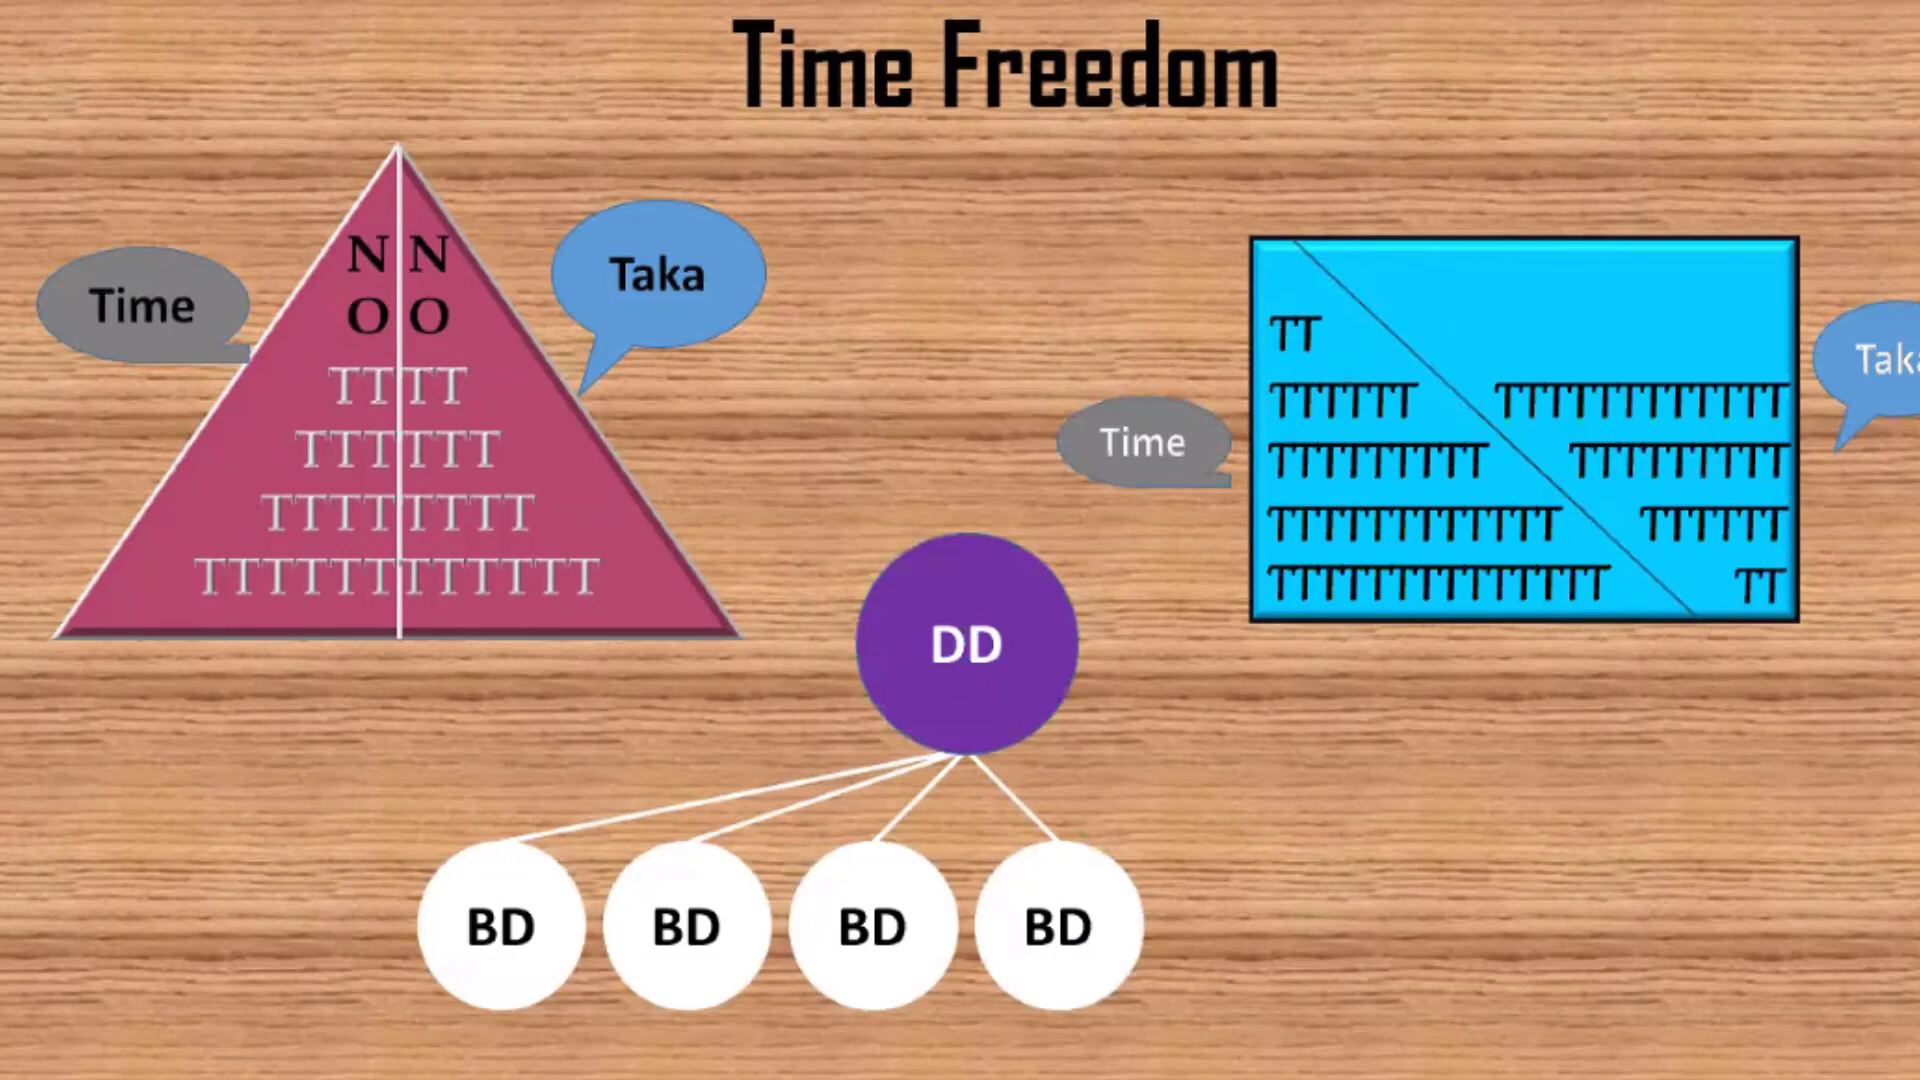 Time Freedom
Time
Taka
N N
O O
TT TT
TTT TTT
TTTT TTTT
TTTTTT TTTTTT
Time
Tak
TT
TTTTTT TTTTTTTTTTTT
TTTTTTTTT TTTTTTTTT
TTTTTTTTTTTT TTTTTT
TTTTTTTTTTTTTT TT
DD
BD BD BD BD